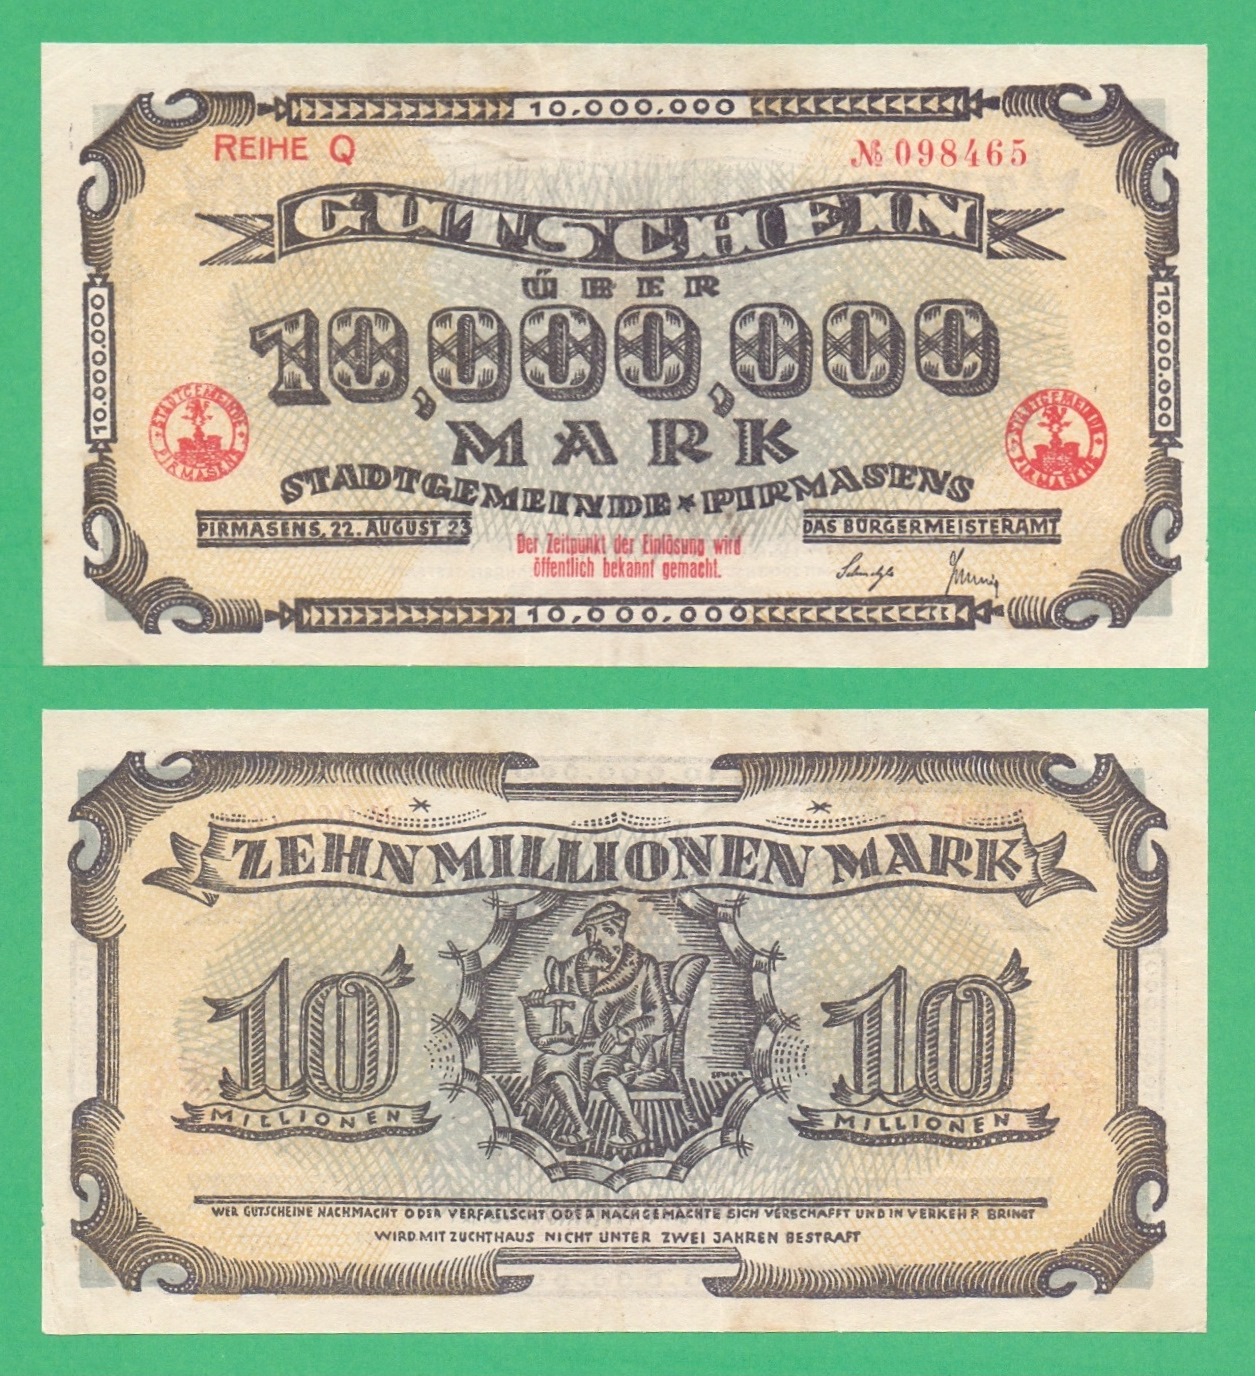 10.000.000
REIHE Q
№ 098465
GUTSCHEIN
ÜBER
10,000,000
MARK
STADTGEMEINDE * PIRMASENS
10.000.000
10.000.000
STADTGEMEINDE
PIRMASENS
STADTGEMEINDE
PIRMASENS
PIRMASENS, 22. AUGUST 23
DAS BÜRGERMEISTERAMT
Der Zeitpunkt der Einlösung wird
öffentlich bekannt gemacht.
10.000.000
ZEHN MILLIONEN MARK
10
MILLIONEN
10
MILLIONEN
WER GUTSCHEINE NACHMACHT ODER VERFAELSCHT ODER NACHGEMACHTE SICH VERSCHAFFT UND IN VERKEHR BRINGT
WIRD MIT ZUCHTHAUS NICHT UNTER ZWEI JAHREN BESTRAFT